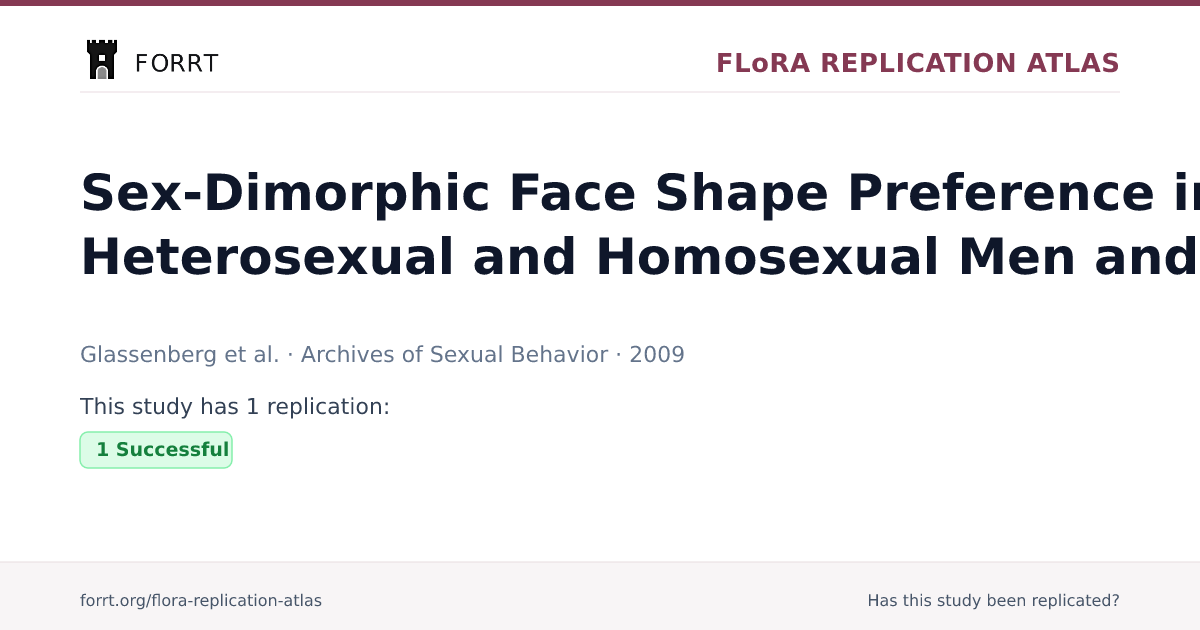 FORRT
FLoRA REPLICATION ATLAS
Sex-Dimorphic Face Shape Preference in
Heterosexual and Homosexual Men and
Glassenberg et al. · Archives of Sexual Behavior · 2009
This study has 1 replication:
1 Successful
forrt.org/flora-replication-atlas
Has this study been replicated?